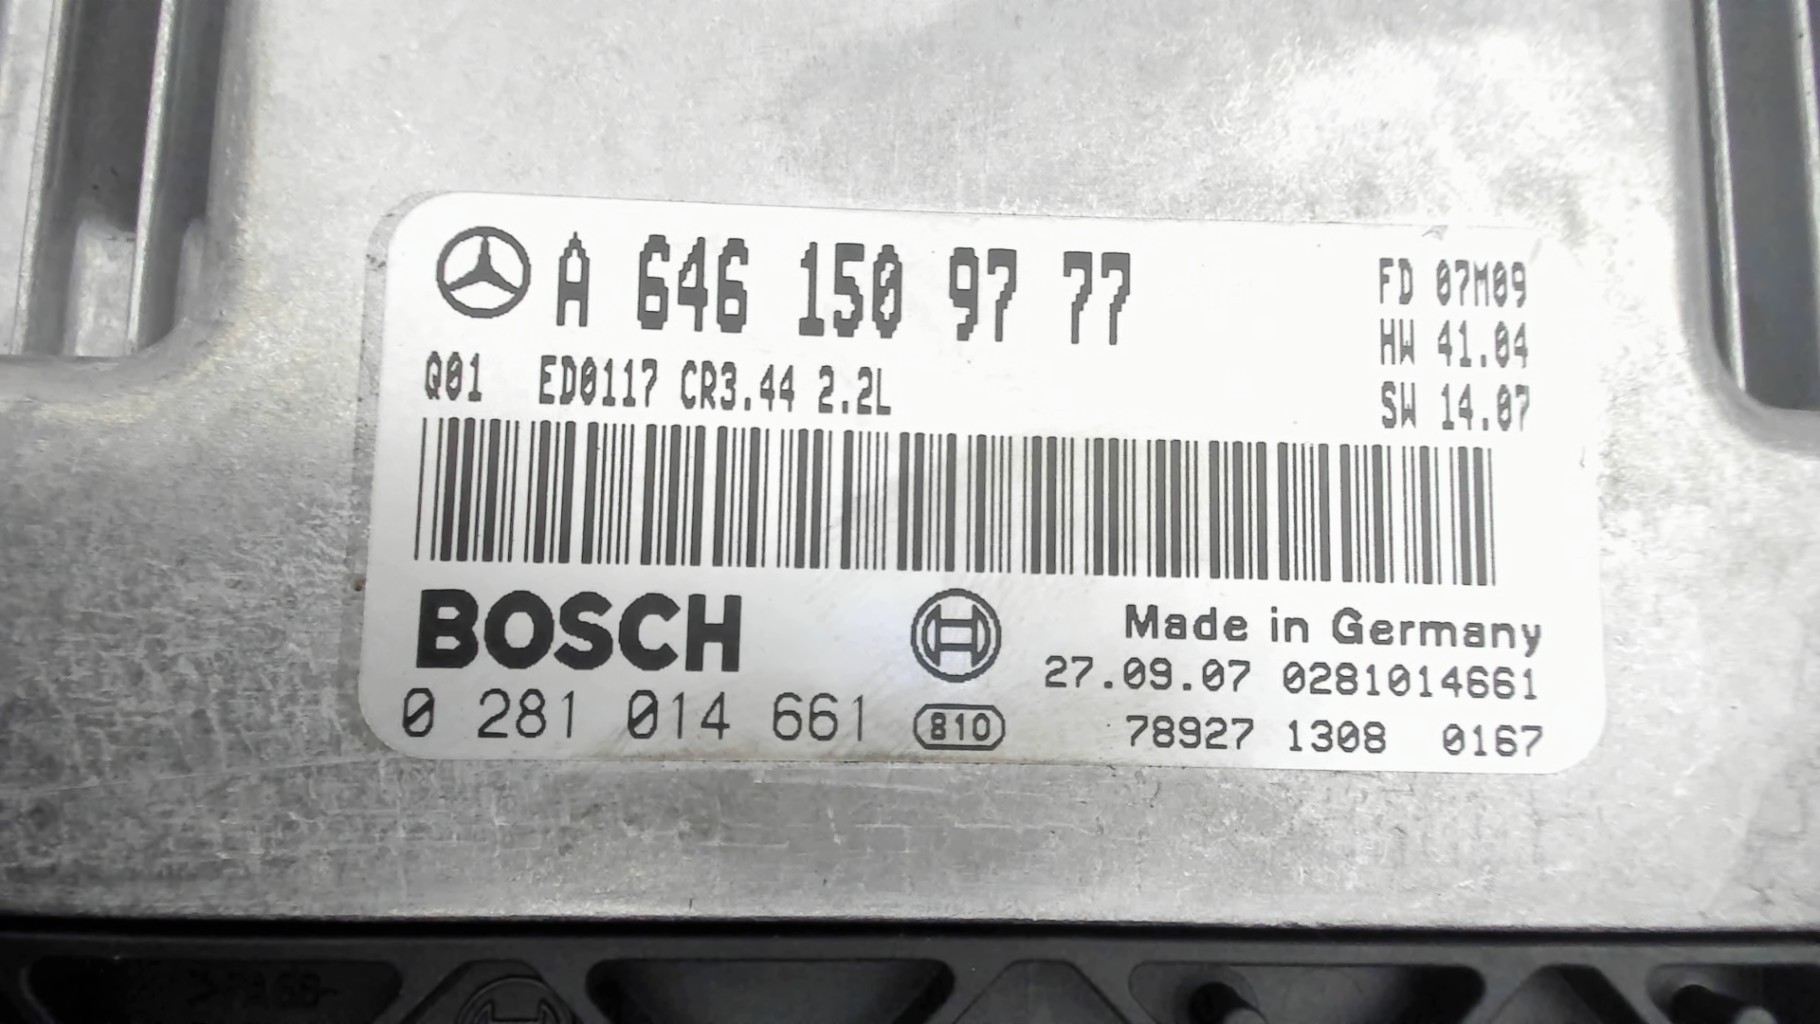 A 646 150 97 77
FD 07M09
HW 41.04
SW 14.07
Q01 ED0117 CR3.44 2.2L
BOSCH
Made in Germany
27.09.07 0281014661
0 281 014 661
810
78927 1308 0167